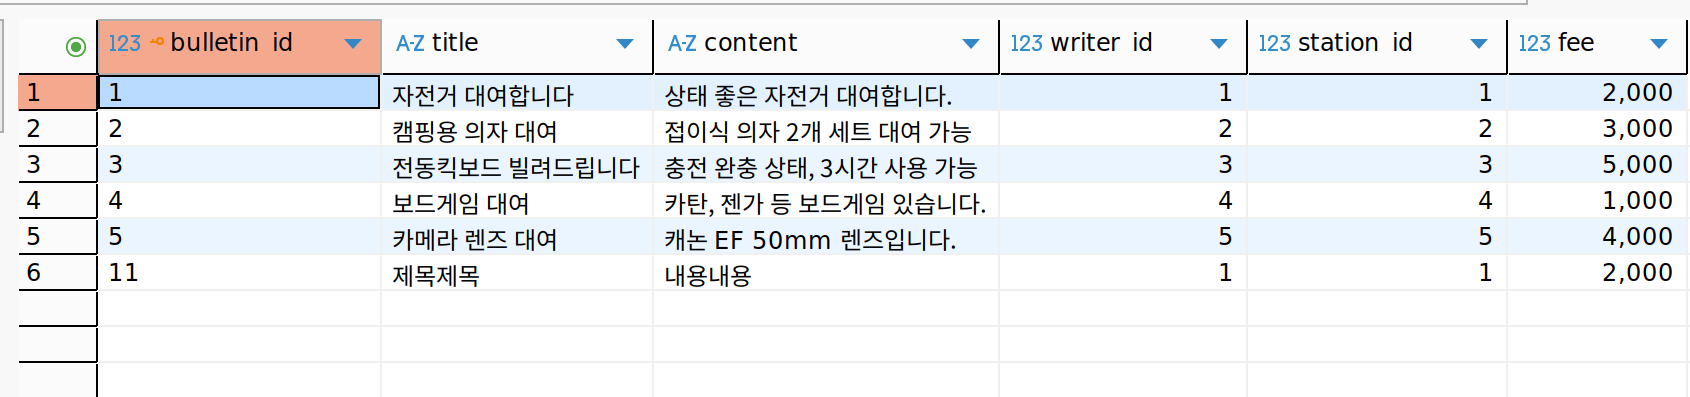 123 bulletin_id A-Z title A-Z content 123 writer_id 123 station_id 123 fee
1 1 자전거 대여합니다 상태 좋은 자전거 대여합니다. 1 1 2,000
2 2 캠핑용 의자 대여 접이식 의자 2개 세트 대여 가능 2 2 3,000
3 3 전동킥보드 빌려드립니다 충전 완충 상태, 3시간 사용 가능 3 3 5,000
4 4 보드게임 대여 카탄, 젠가 등 보드게임 있습니다. 4 4 1,000
5 5 카메라 렌즈 대여 캐논 EF 50mm 렌즈입니다. 5 5 4,000
6 11 제목제목 내용내용 1 1 2,000